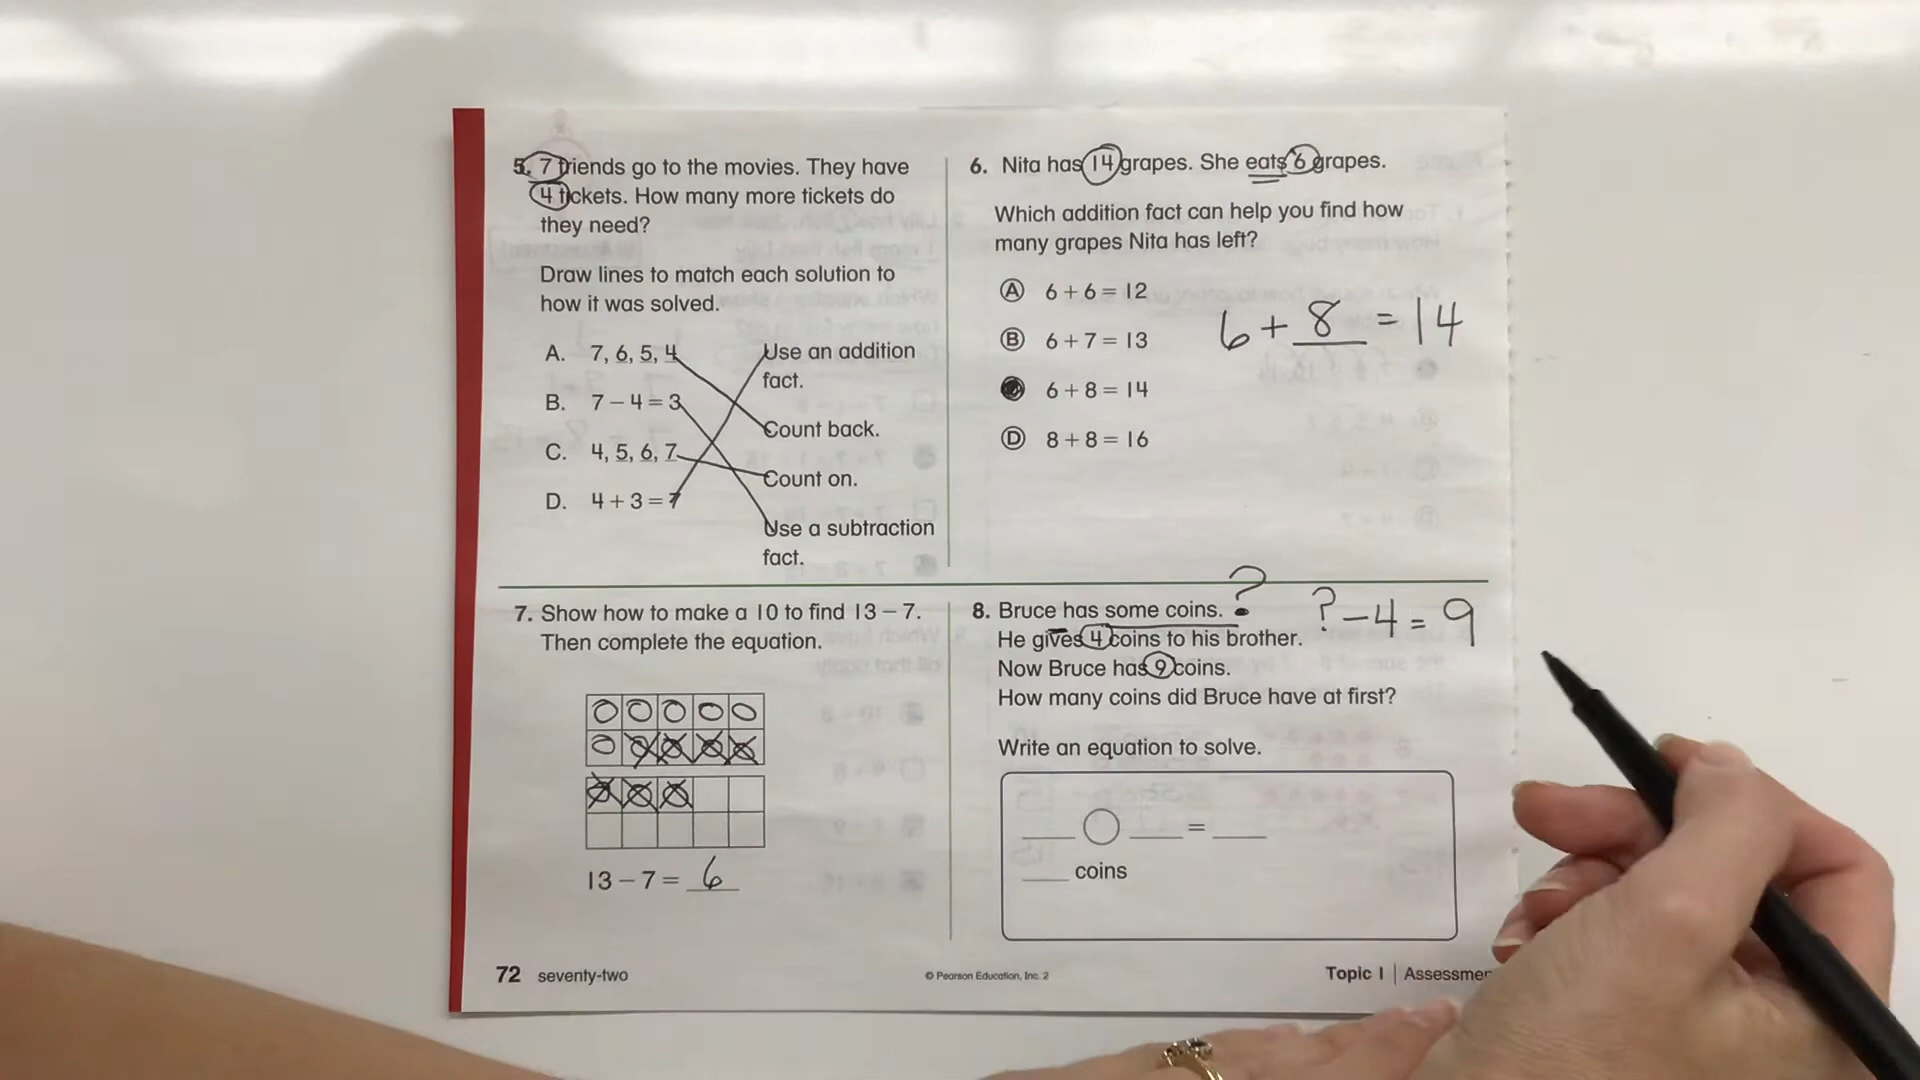 5. 7 friends go to the movies. They have
4 tickets. How many more tickets do
they need?
Draw lines to match each solution to
how it was solved.
A. 7, 6, 5, 4
B. 7 – 4 = 3
C. 4, 5, 6, 7
D. 4 + 3 = 7
Use an addition
fact.
Count back.
Count on.
Use a subtraction
fact.
6. Nita has 14 grapes. She eats 6 grapes.
Which addition fact can help you find how
many grapes Nita has left?
A 6 + 6 = 12
B 6 + 7 = 13
6 + 8 = 14
D 8 + 8 = 16
6 + 8 = 14
7. Show how to make a 10 to find 13 – 7.
Then complete the equation.
13 – 7 = 6
8. Bruce has some coins. ?
He gives 4 coins to his brother.
Now Bruce has 9 coins.
How many coins did Bruce have at first?
? – 4 = 9
Write an equation to solve.
=
coins
72 seventy-two
© Pearson Education, Inc. 2
Topic 1 | Assessmen